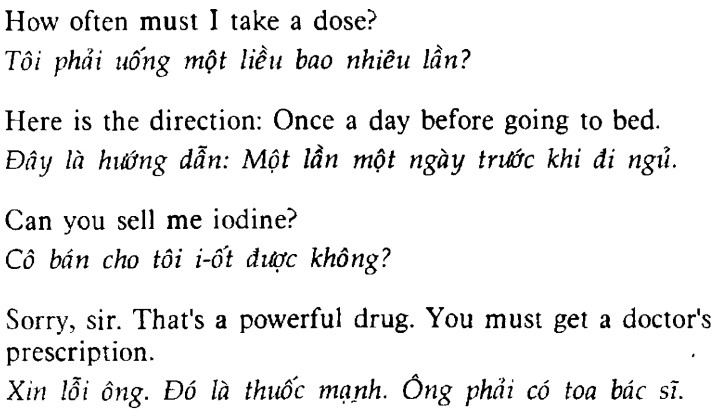 How often must I take a dose?
Tôi phải uống một liều bao nhiêu lần?
Here is the direction: Once a day before going to bed.
Đây là hướng dẫn: Một lần một ngày trước khi đi ngủ.
Can you sell me iodine?
Cô bán cho tôi i-ốt được không?
Sorry, sir. That's a powerful drug. You must get a doctor's
prescription.
Xin lỗi ông. Đó là thuốc mạnh. Ông phải có toa bác sĩ.